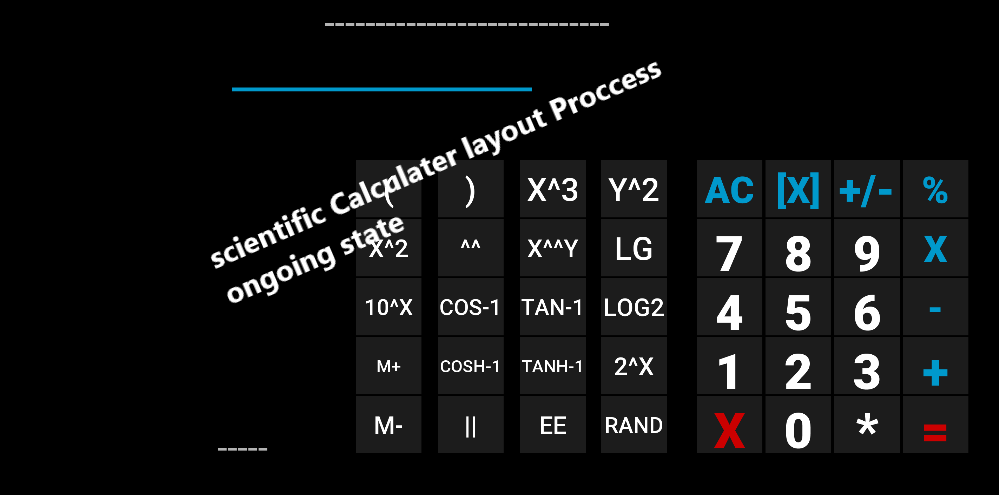 scientific Calculater layout Proccess
ongoing state
( ) X^3 Y^2 AC [X] +/- %
X^2 ^^ X^^Y LG 7 8 9 X
10^X COS-1 TAN-1 LOG2 4 5 6 -
M+ COSH-1 TANH-1 2^X 1 2 3 +
M- || EE RAND X 0 * =